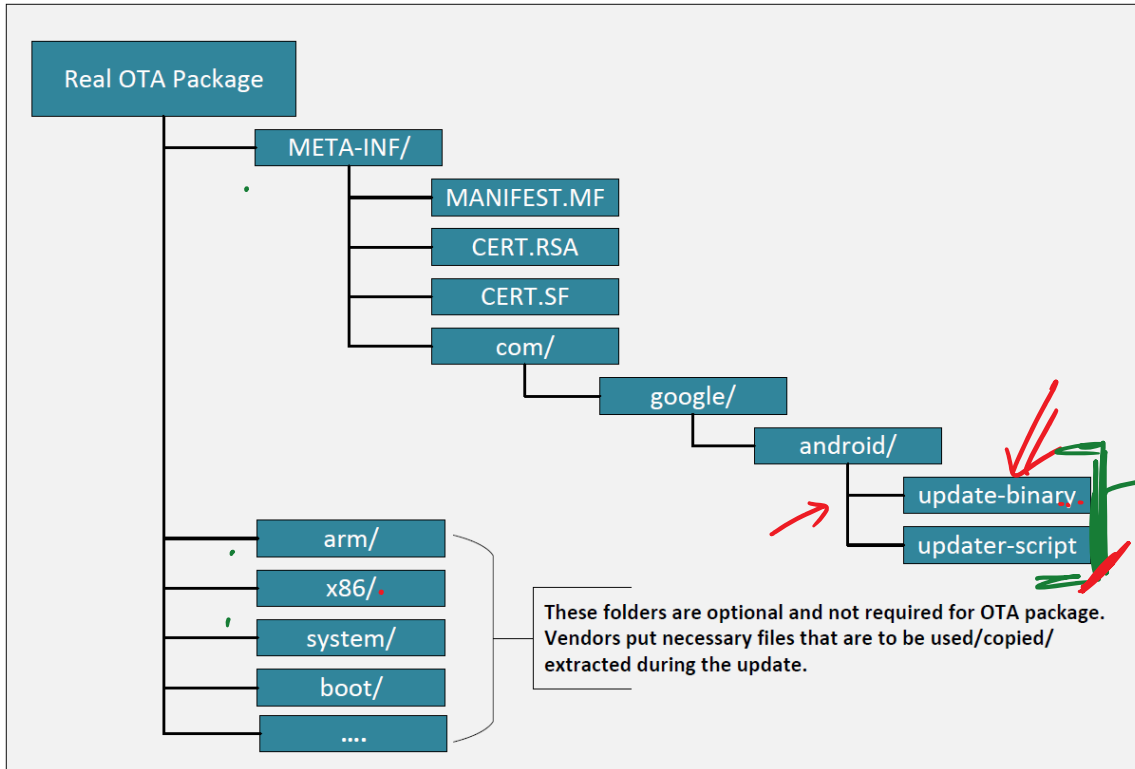 Real OTA Package
META-INF/
MANIFEST.MF
CERT.RSA
CERT.SF
com/
google/
android/
update-binary
updater-script
arm/
x86/
system/
boot/
....
These folders are optional and not required for OTA package.
Vendors put necessary files that are to be used/copied/
extracted during the update.